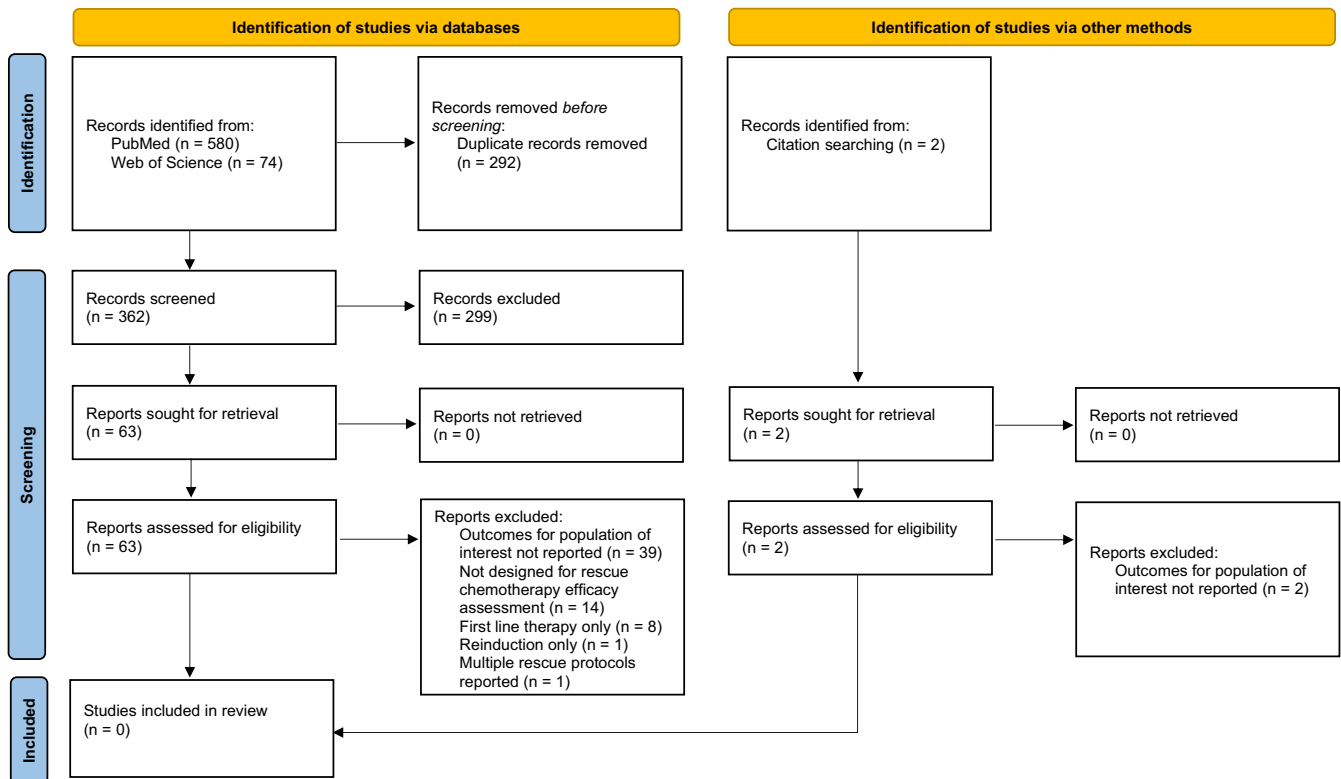 Identification of studies via databases
Identification of studies via other methods
Identification
Records identified from:
PubMed (n = 580)
Web of Science (n = 74)
Records removed before
screening:
Duplicate records removed
(n = 292)
Records identified from:
Citation searching (n = 2)
Screening
Records screened
(n = 362)
Records excluded
(n = 299)
Reports sought for retrieval
(n = 63)
Reports not retrieved
(n = 0)
Reports sought for retrieval
(n = 2)
Reports not retrieved
(n = 0)
Reports assessed for eligibility
(n = 63)
Reports excluded:
Outcomes for population of
interest not reported (n = 39)
Not designed for rescue
chemotherapy efficacy
assessment (n = 14)
First line therapy only (n = 8)
Reinduction only (n = 1)
Multiple rescue protocols
reported (n = 1)
Reports assessed for eligibility
(n = 2)
Reports excluded:
Outcomes for population of
interest not reported (n = 2)
Included
Studies included in review
(n = 0)